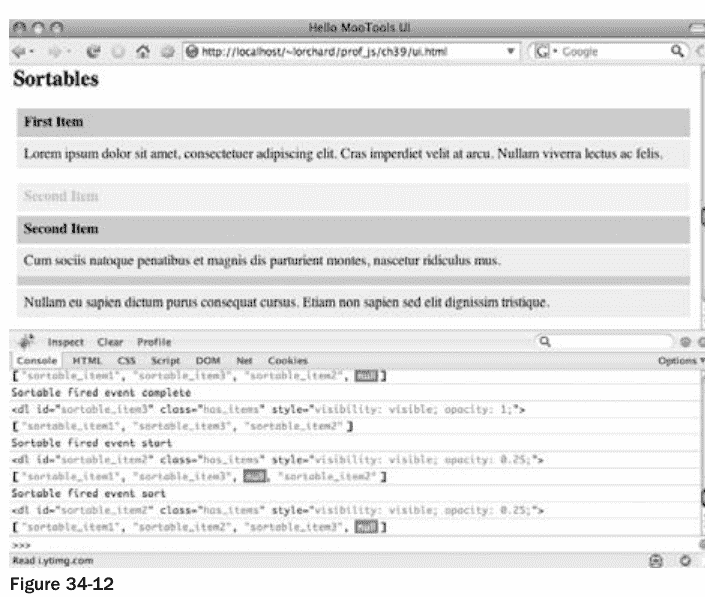 Hello MooTools UI
http://localhost/~lorchard/prof_js/ch39/ui.html
G Google
Sortables
First Item
Lorem ipsum dolor sit amet, consectetuer adipiscing elit. Cras imperdiet velit at arcu. Nullam viverra lectus ac felis.
Second Item
Second Item
Cum sociis natoque penatibus et magnis dis parturient montes, nascetur ridiculus mus.
Nullam eu sapien dictum purus consequat cursus. Etiam non sapien sed elit dignissim tristique.
Inspect Clear Profile
Console HTML CSS Script DOM Net Cookies Options
[ "sortable_item1", "sortable_item3", "sortable_item2", null ]
Sortable fired event complete
<dl id="sortable_item3" class="has_items" style="visibility: visible; opacity: 1;">
[ "sortable_item1", "sortable_item3", "sortable_item2" ]
Sortable fired event start
<dl id="sortable_item2" class="has_items" style="visibility: visible; opacity: 0.25;">
[ "sortable_item1", "sortable_item3", null, "sortable_item2" ]
Sortable fired event sort
<dl id="sortable_item2" class="has_items" style="visibility: visible; opacity: 0.25;">
[ "sortable_item1", "sortable_item2", "sortable_item3", null ]
>>>
Read i.ytimg.com
Figure 34-12